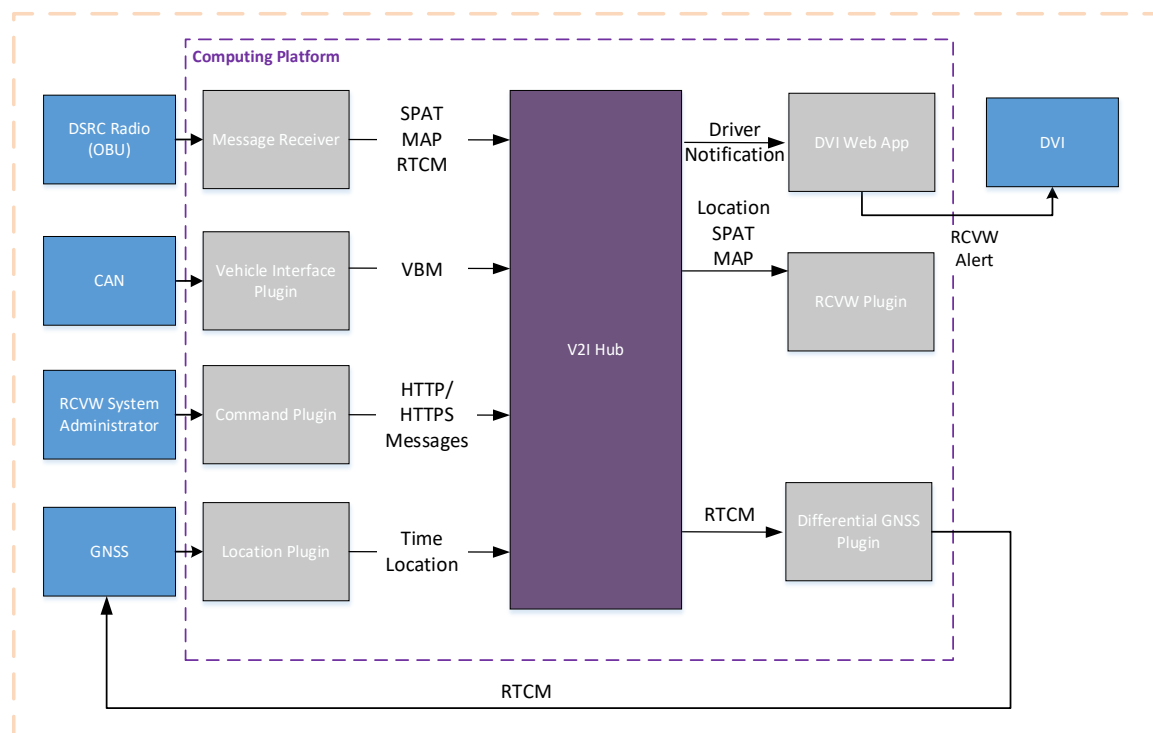 Computing Platform
DSRC Radio
(OBU)
Message Receiver
SPAT
MAP
RTCM
Driver
Notification
DVI Web App
DVI
CAN
Vehicle Interface
Plugin
VBM
Location
SPAT
MAP
RCVW
Alert
RCVW Plugin
V2I Hub
RCVW System
Administrator
Command Plugin
HTTP/
HTTPS
Messages
GNSS
Location Plugin
Time
Location
RTCM
Differential GNSS
Plugin
RTCM